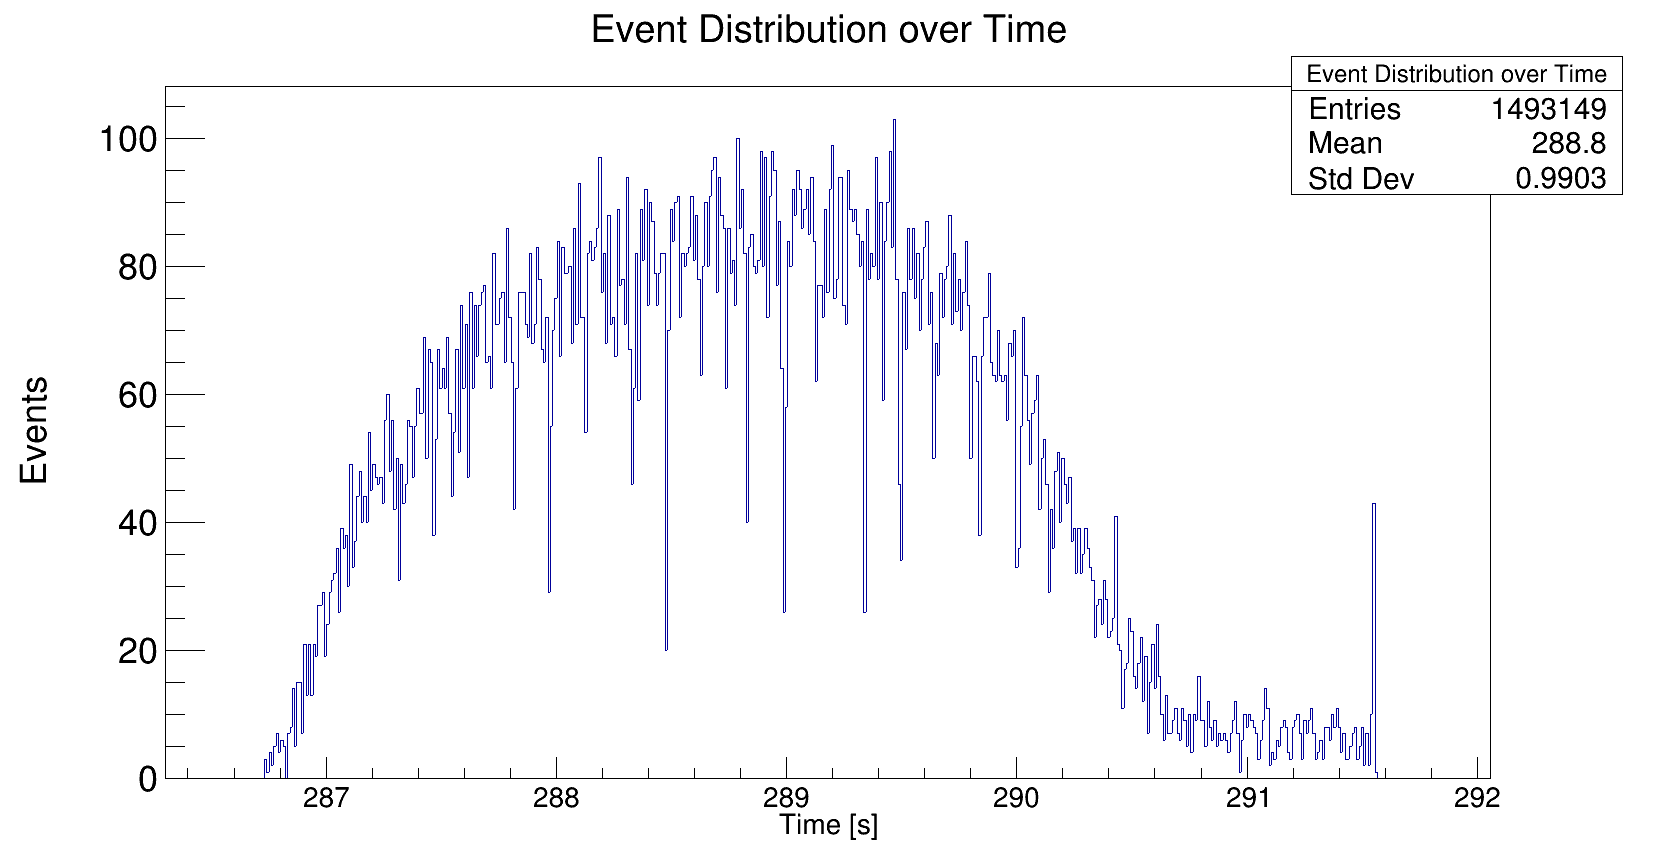 Event Distribution over Time
Event Distribution over Time
Entries 1493149
Mean 288.8
Std Dev 0.9903
100
80
60
40
20
0
Events
287 288 289 290 291 292
Time [s]